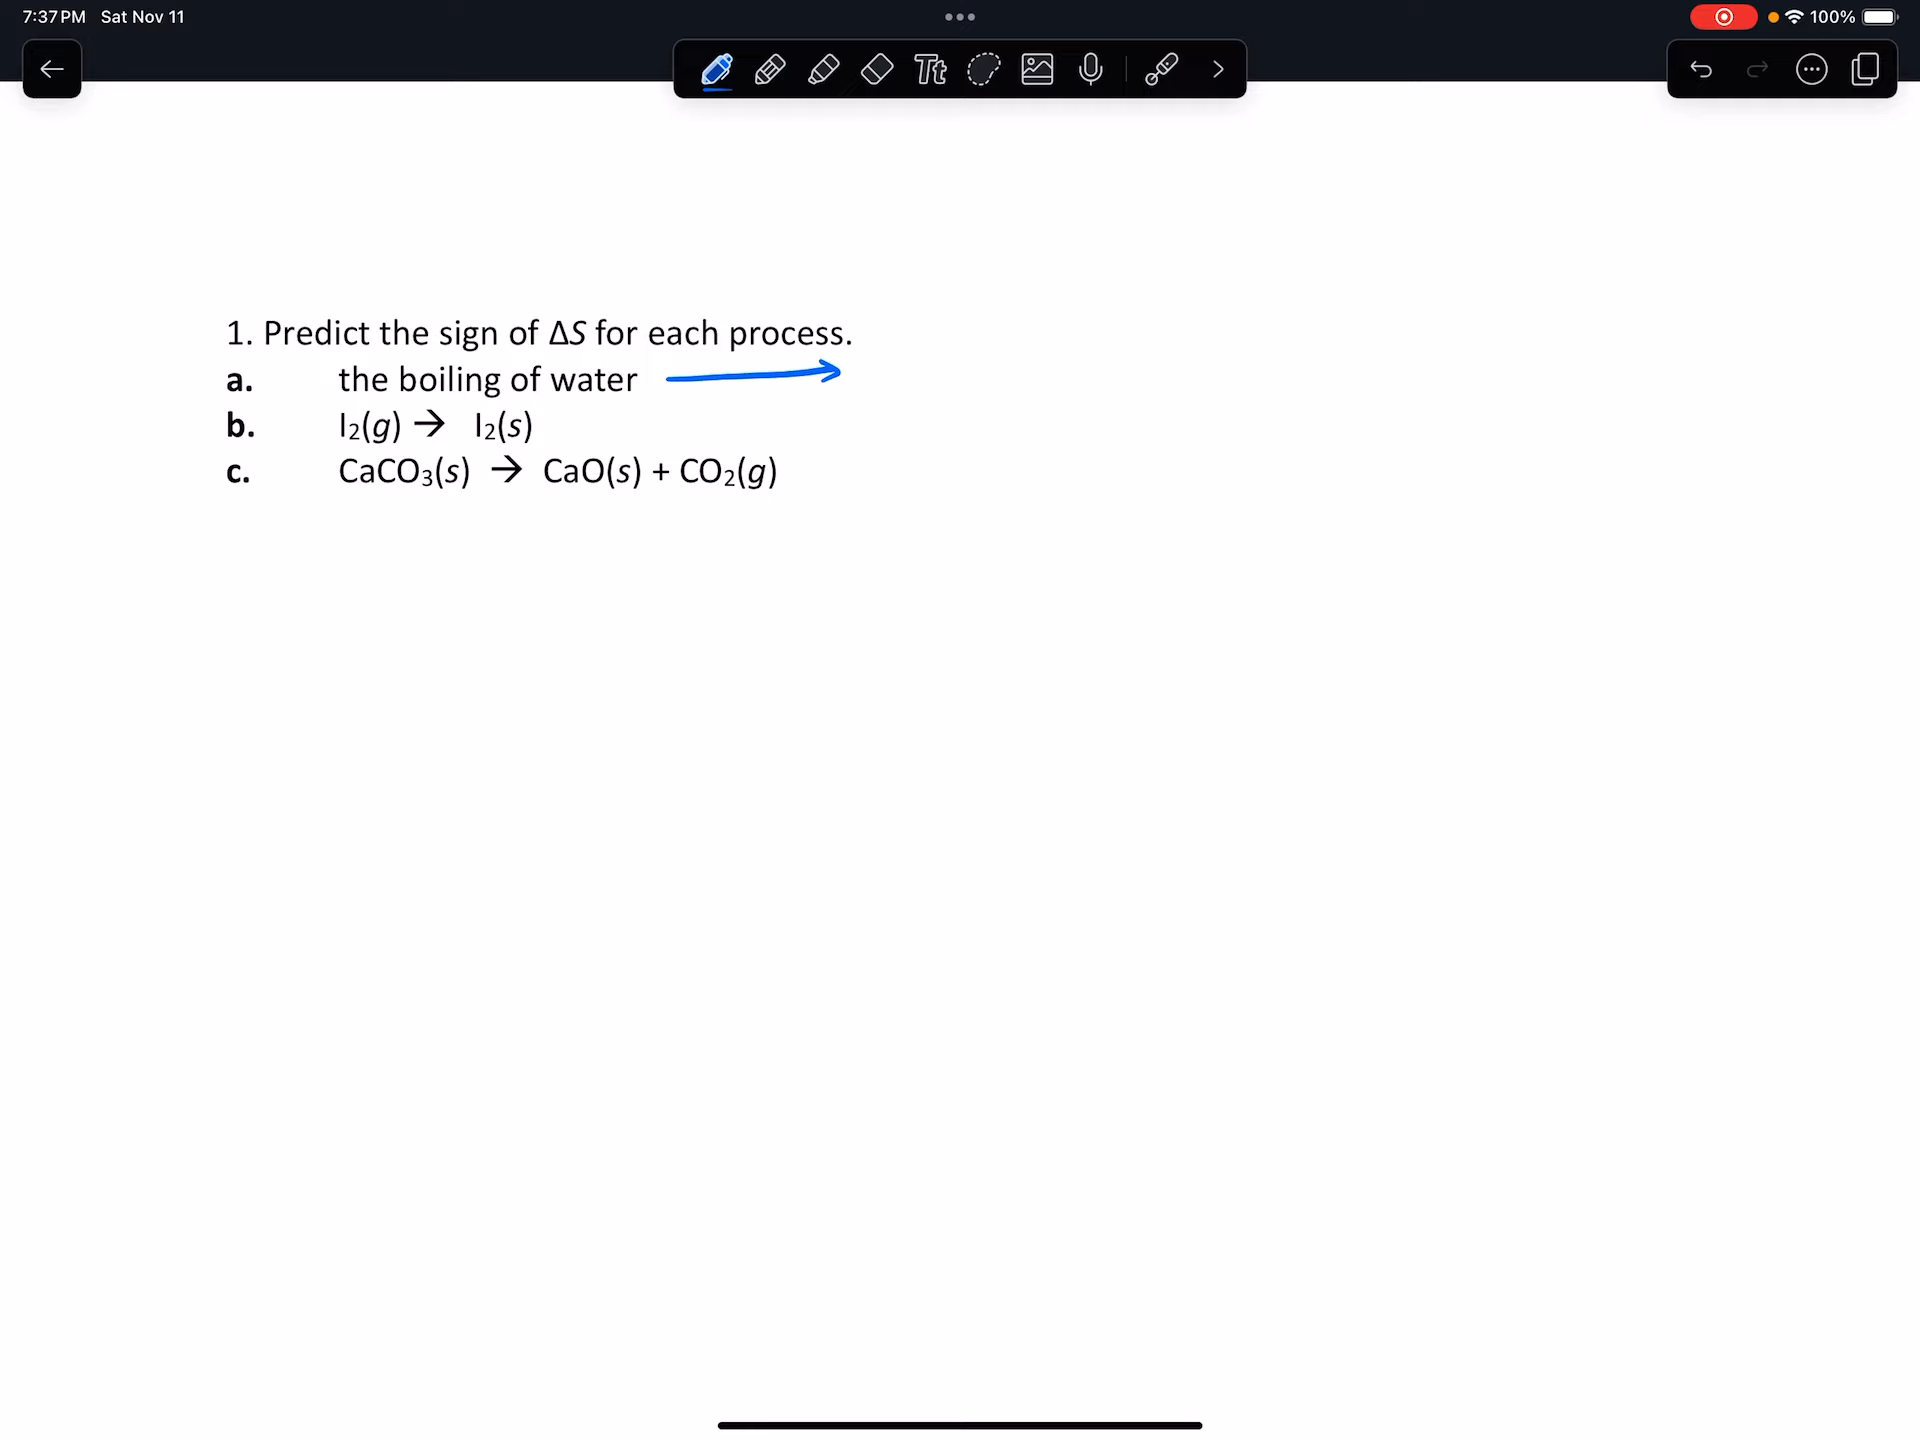 7:37 PM Sat Nov 11
100%
Tt
1. Predict the sign of ΔS for each process.
a. the boiling of water
b. I₂(g) → I₂(s)
c. CaCO₃(s) → CaO(s) + CO₂(g)